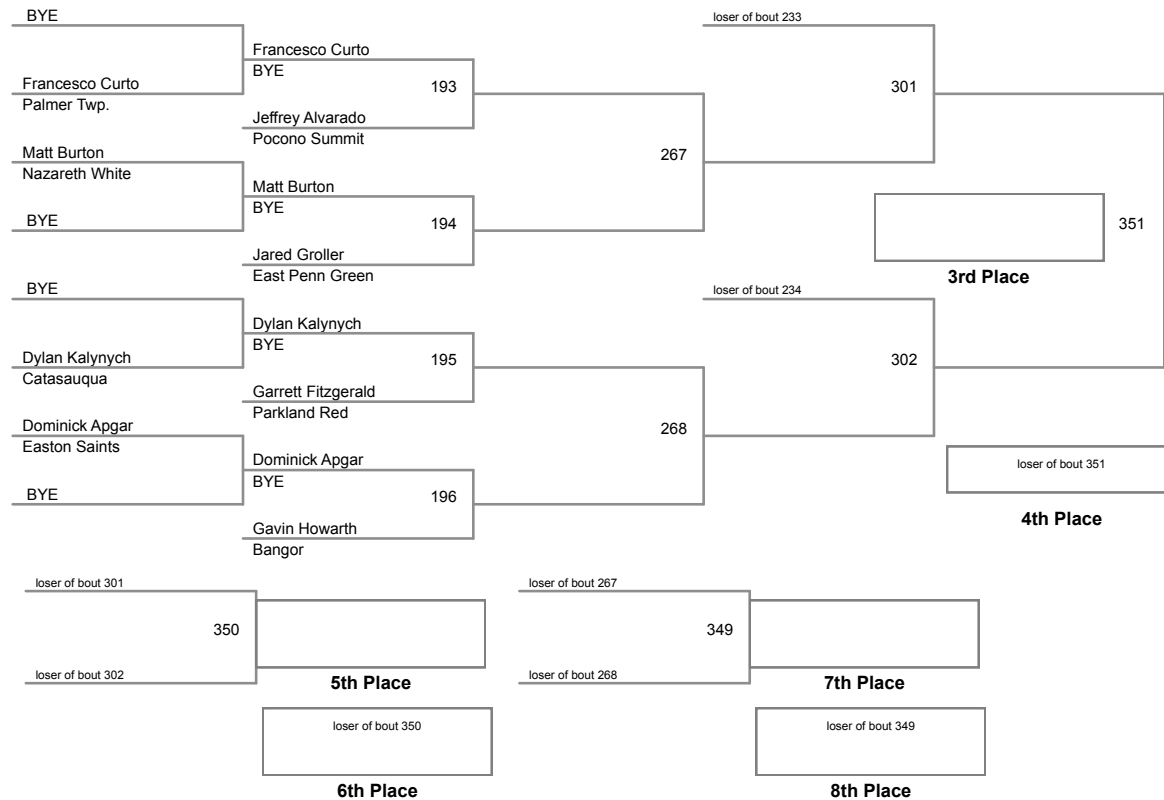 BYE
Francesco Curto
Palmer Twp.
Matt Burton
Nazareth White
BYE
BYE
Dylan Kalynych
Catasauqua
Dominick Apgar
Easton Saints
BYE
Francesco Curto
BYE
193
Jeffrey Alvarado
Pocono Summit
Matt Burton
BYE
194
Jared Groller
East Penn Green
Dylan Kalynych
BYE
195
Garrett Fitzgerald
Parkland Red
Dominick Apgar
BYE
196
Gavin Howarth
Bangor
267
268
loser of bout 233
301
loser of bout 234
302
351
3rd Place
loser of bout 351
4th Place
loser of bout 301
350
loser of bout 302
5th Place
loser of bout 350
6th Place
loser of bout 267
349
loser of bout 268
7th Place
loser of bout 349
8th Place